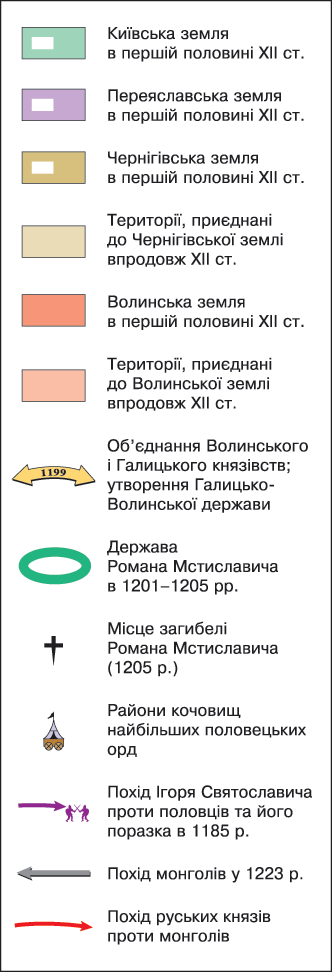 Київська земля
в першій половині XII ст.
Переяславська земля
в першій половині XII ст.
Чернігівська земля
в першій половині XII ст.
Території, приєднані
до Чернігівської землі
впродовж XII ст.
Волинська земля
в першій половині XII ст.
Території, приєднані
до Волинської землі
впродовж XII ст.
1199
Об’єднання Волинського
і Галицького князівств;
утворення Галицько-
Волинської держави
Держава
Романа Мстиславича
в 1201–1205 рр.
Місце загибелі
Романа Мстиславича
(1205 р.)
Райони кочовищ
найбільших половецьких
орд
Похід Ігоря Святославича
проти половців та його
поразка в 1185 р.
Похід монголів у 1223 р.
Похід руських князів
проти монголів